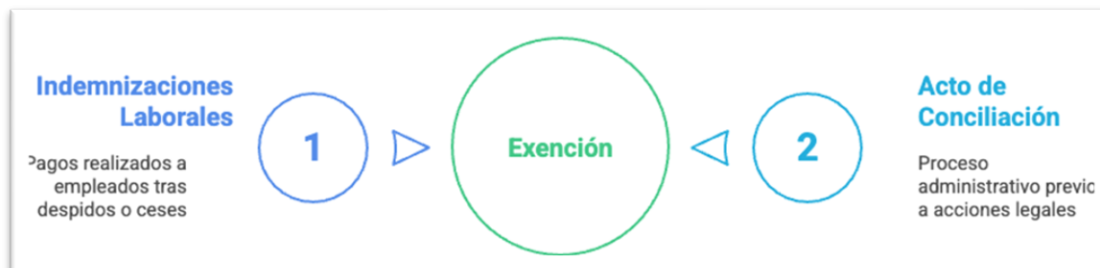 Indemnizaciones
Laborales
Pagos realizados a
empleados tras
despidos o ceses
1
Exención
2
Acto de
Conciliación
Proceso
administrativo previo
a acciones legales